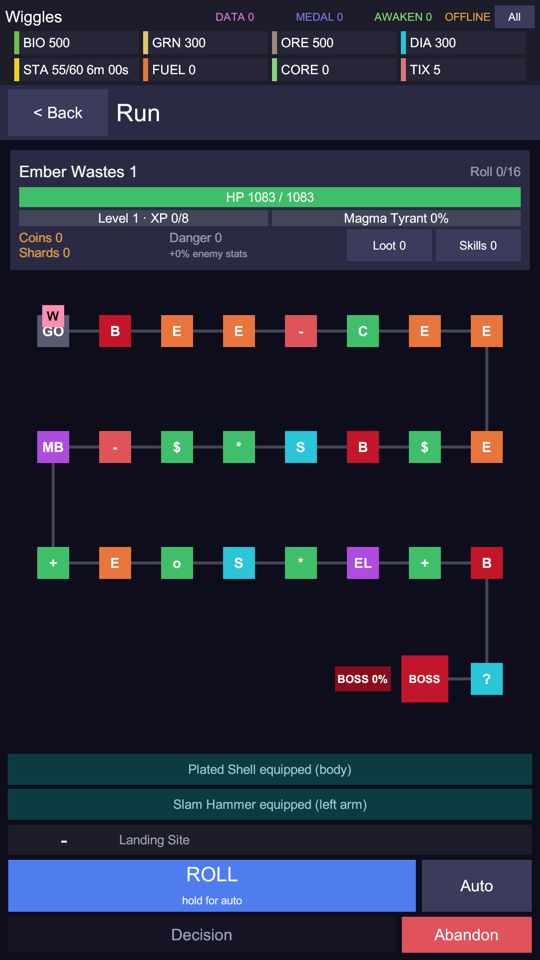 Wiggles DATA 0 MEDAL 0 AWAKEN 0 OFFLINE All
BIO 500 GRN 300 ORE 500 DIA 300
STA 55/60 6m 00s FUEL 0 CORE 0 TIX 5
< Back Run
Ember Wastes 1 Roll 0/16
HP 1083 / 1083
Level 1 · XP 0/8 Magma Tyrant 0%
Coins 0 Danger 0 Loot 0 Skills 0
Shards 0 +0% enemy stats
W
GO B E E - C E E
MB - $ * S B $ E
+ E o S * EL + B
BOSS 0% BOSS ?
Plated Shell equipped (body)
Slam Hammer equipped (left arm)
- Landing Site
ROLL Auto
hold for auto
Decision Abandon